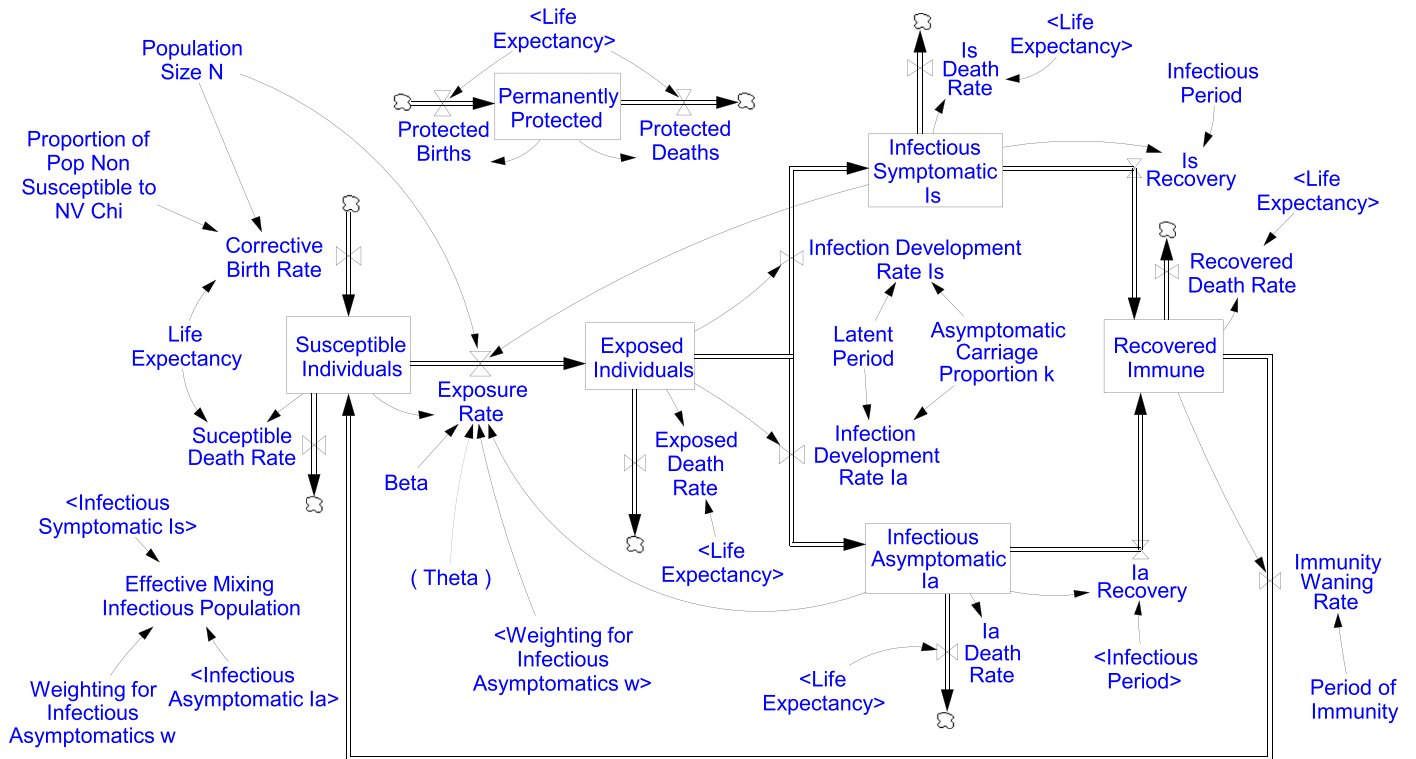 Population
Size N
<Life
Expectancy>
Permanently
Protected
Protected
Births
Protected
Deaths
Is
Death
Rate
<Life
Expectancy>
Infectious
Period
Proportion of
Pop Non
Susceptible to
NV Chi
Infectious
Symptomatic
Is
Is
Recovery
<Life
Expectancy>
Corrective
Birth Rate
Infection Development
Rate Is
Recovered
Death Rate
Life
Expectancy
Susceptible
Individuals
Exposed
Individuals
Latent
Period
Asymptomatic
Carriage
Proportion k
Recovered
Immune
Exposure
Rate
Suceptible
Death Rate
Beta
Exposed
Death
Rate
Infection
Development
Rate Ia
<Infectious
Symptomatic Is>
Effective Mixing
Infectious Population
( Theta )
<Life
Expectancy>
Infectious
Asymptomatic
Ia
Ia
Recovery
Immunity
Waning
Rate
<Weighting for
Infectious
Asymptomatics w>
Ia
Death
Rate
<Life
Expectancy>
<Infectious
Period>
Weighting for
Infectious
Asymptomatics w
<Infectious
Asymptomatic Ia>
Period of
Immunity